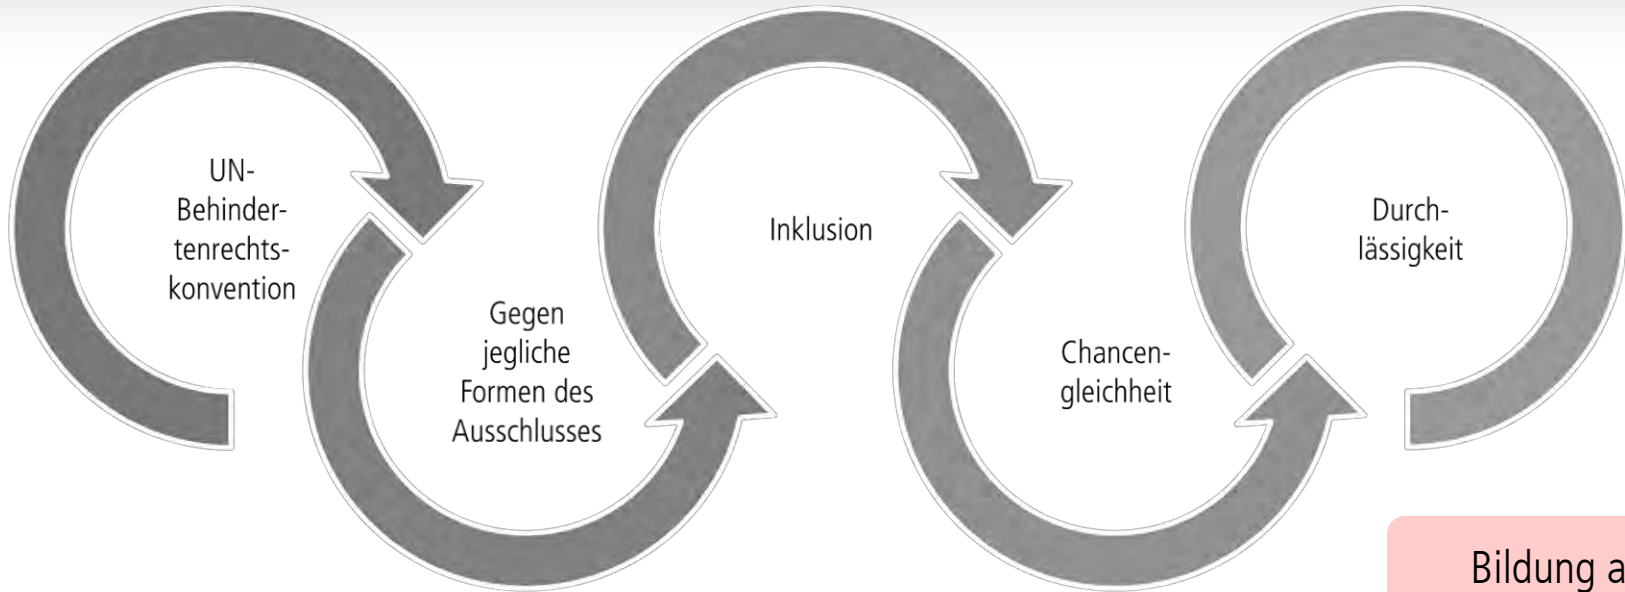 UN-
Behinder-
tenrechts-
konvention
Gegen
jegliche
Formen des
Ausschlusses
Inklusion
Chancen-
gleichheit
Durch-
lässigkeit
Bildung a